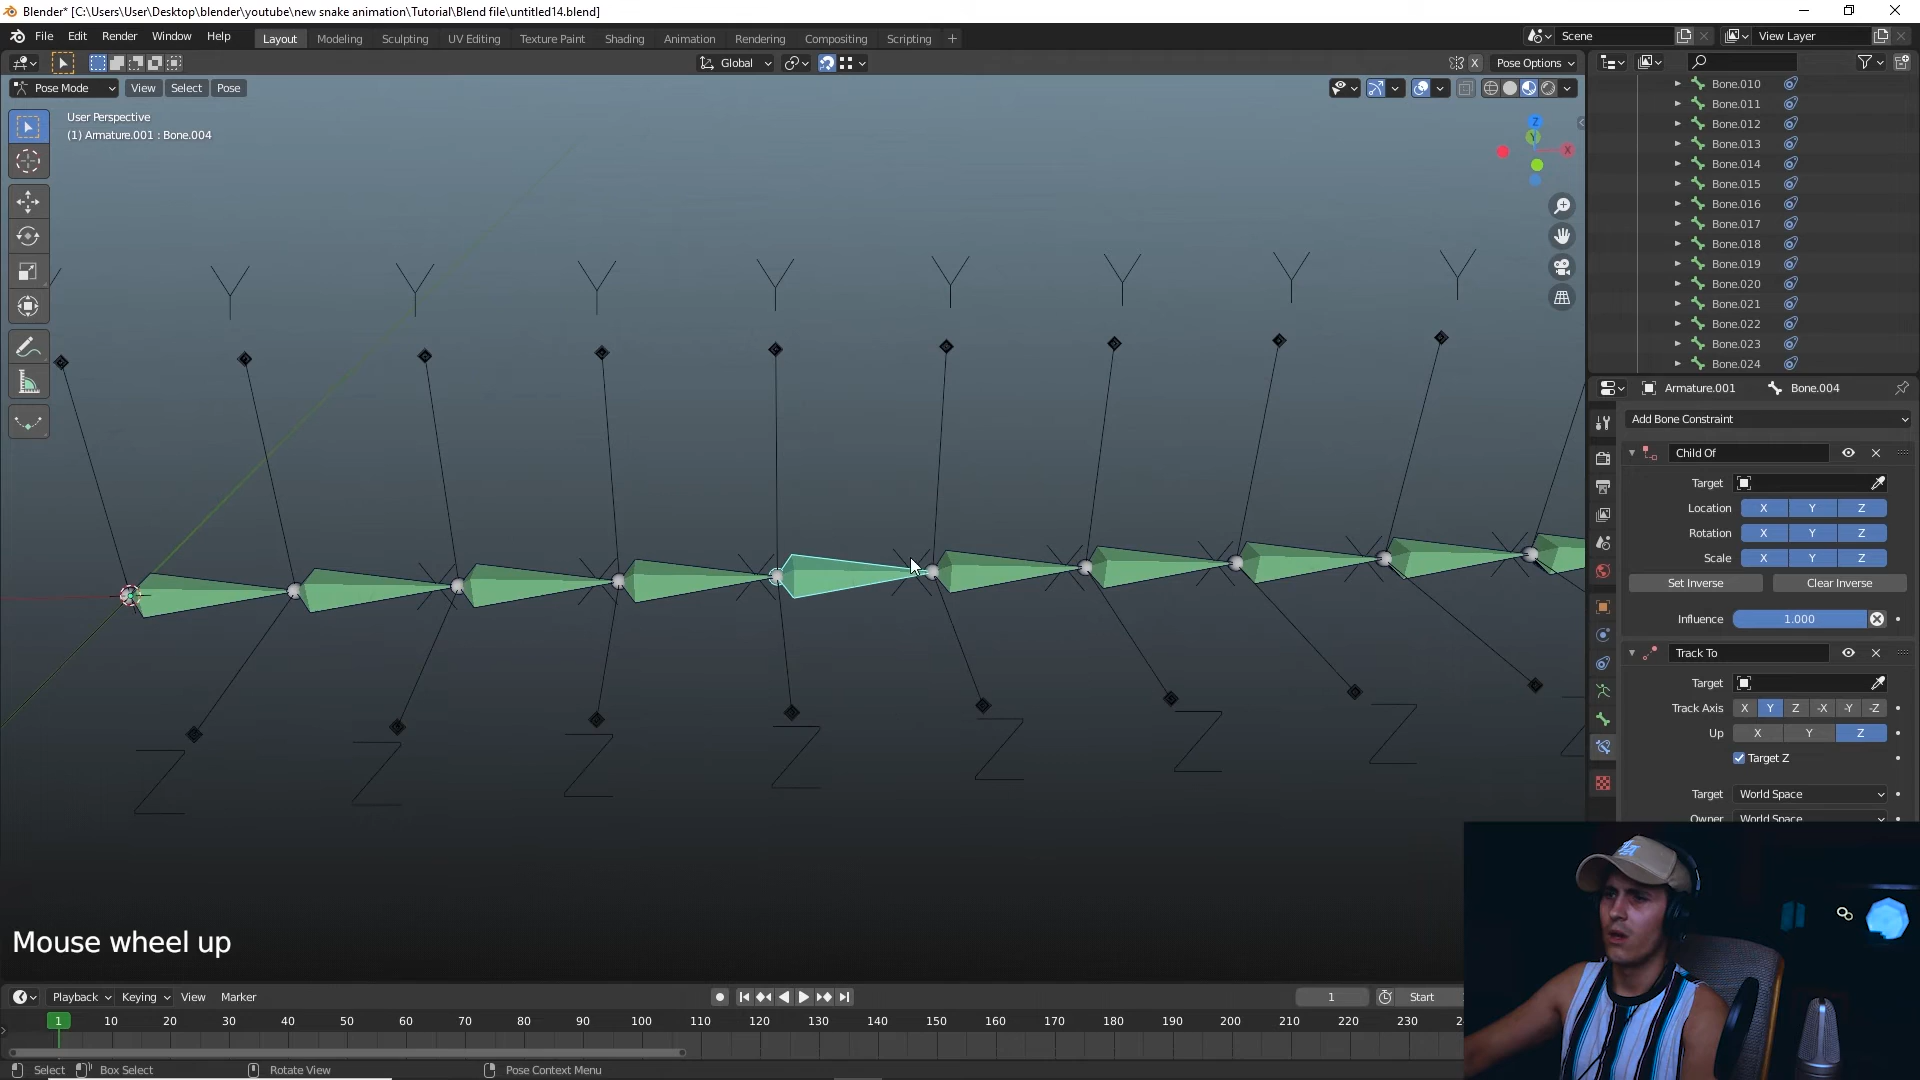 Blender* [C:\Users\User\Desktop\blender\youtube\new snake animation\Tutorial\Blend file\untitled14.blend]
File Edit Render Window Help Layout Modeling Sculpting UV Editing Texture Paint Shading Animation Rendering Compositing Scripting + Scene View Layer
Global Pose Options
Pose Mode View Select Pose
User Perspective
(1) Armature.001 : Bone.004
Z
Y
X
Y Y Y Y Y Y Y Y
Z Z Z Z Z Z Z
Bone.010
Bone.011
Bone.012
Bone.013
Bone.014
Bone.015
Bone.016
Bone.017
Bone.018
Bone.019
Bone.020
Bone.021
Bone.022
Bone.023
Bone.024
Armature.001 Bone.004
Add Bone Constraint
Child Of
Target
Location X Y Z
Rotation X Y Z
Scale X Y Z
Set Inverse Clear Inverse
Influence 1.000
Track To
Target
Track Axis X Y Z -X -Y -Z
Up X Y Z
Target Z
Target World Space
Owner World Space
Mouse wheel up
Playback Keying View Marker 1 Start
1 10 20 30 40 50 60 70 80 90 100 110 120 130 140 150 160 170 180 190 200 210 220 230
Select Box Select Rotate View Pose Context Menu